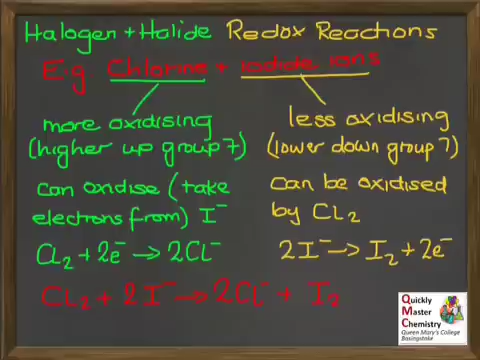 Halogen + Halide Redox Reactions
E.g Chlorine + iodide ions
more oxidising
(higher up group 7)
can oxidise (take
electrons from) I⁻
Cl₂ + 2e⁻ → 2Cl⁻
less oxidising
(lower down group 7)
can be oxidised
by Cl₂
2I⁻ → I₂ + 2e⁻
Cl₂ + 2I⁻ → 2Cl⁻ + I₂
Quickly
Master
Chemistry
Queen Mary's College
Basingstoke